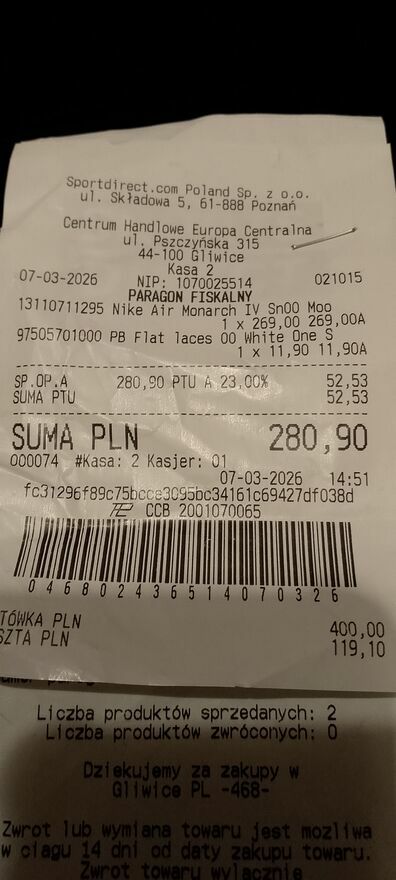 Sportdirect.com Poland Sp. z o.o.
ul. Składowa 5, 61-888 Poznań
Centrum Handlowe Europa Centralna
ul. Pszczyńska 315
44-100 Gliwice
Kasa 2
07-03-2026 NIP: 1070025514 021015
PARAGON FISKALNY
13110711295 Nike Air Monarch IV Sn00 Moo
1 x 269,00 269,00A
97505701000 PB Flat laces 00 White One S
1 x 11,90 11,90A
SP.OP.A 280,90 PTU A 23,00% 52,53
SUMA PTU 52,53
SUMA PLN 280,90
000074 #Kasa: 2 Kasjer: 01
07-03-2026 14:51
CCB 2001070065
046802436514070326
TÓWKA PLN 400,00
SZTA PLN 119,10
Liczba produktów sprzedanych: 2
Liczba produktów zwróconych: 0
Dziekujemy za zakupy w
Gliwice PL -468-
Zwrot lub wymiana towaru jest mozliwa
w ciagu 14 dni od daty zakupu towaru.
Zwrot towaru wylacznie